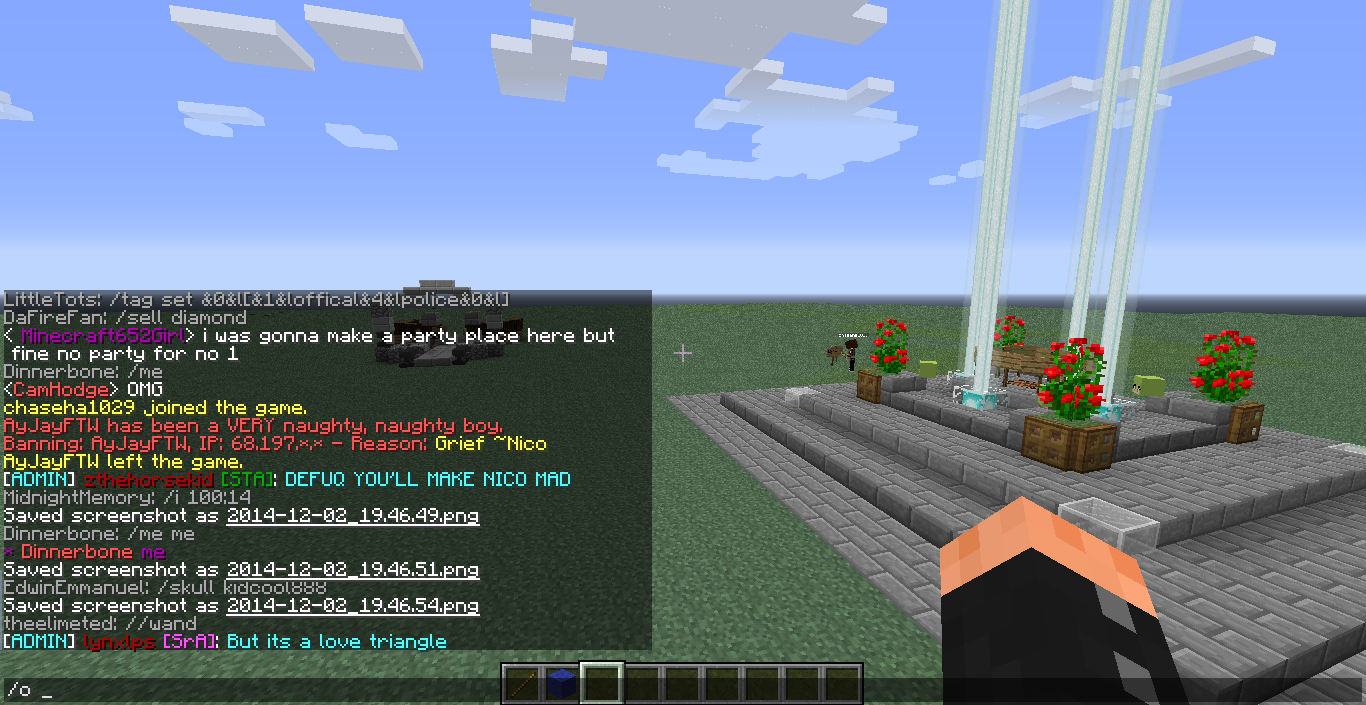 LittleTots: /tag set &0&l[&1&loffical&4&lpolice&0&l]
DaFireFan: /sell diamond
< Minecraft652Girl> i was gonna make a party place here but
fine no party for no 1
Dinnerbone: /me
<CamHodge> OMG
chaseha1029 joined the game.
AyJayFTW has been a VERY naughty, naughty boy.
Banning: AyJayFTW, IP: 68.197.*.* - Reason: Grief ~Nico
AyJayFTW left the game.
[ADMIN] zthehorsekid [STA]: DEFUQ YOU'LL MAKE NICO MAD
MidnightMemory: /i 100:14
Saved screenshot as 2014-12-02_19.46.49.png
Dinnerbone: /me me
* Dinnerbone me
Saved screenshot as 2014-12-02_19.46.51.png
EdwinEmmanuel: /skull kidcool888
Saved screenshot as 2014-12-02_19.46.54.png
theelimeted: //wand
[ADMIN] lynxlps [SrA]: But its a love triangle
/o _